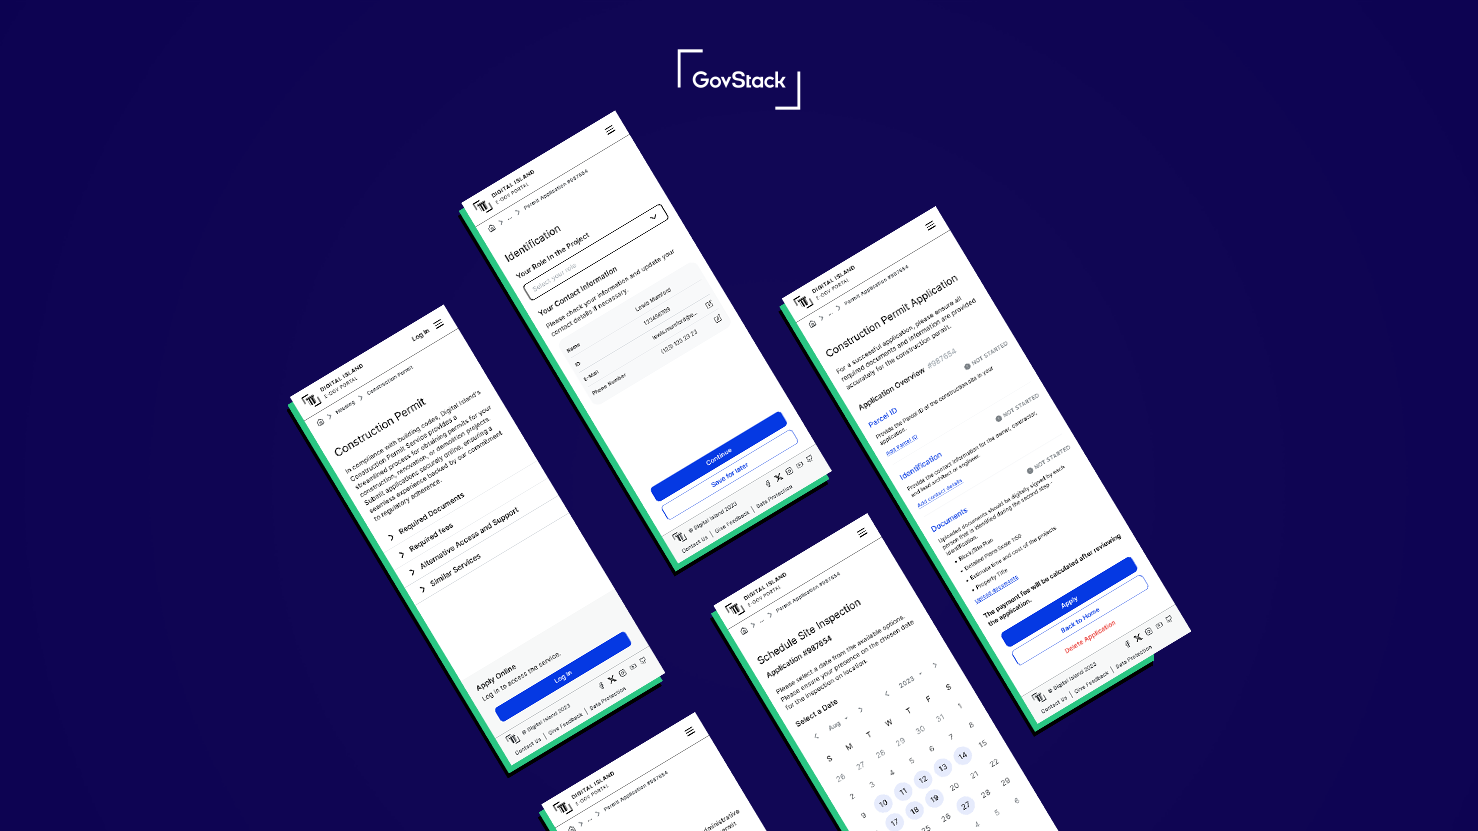 GovStack
DIGITAL ISLAND
E-GOV PORTAL
... Permit Application #987654
Identification
Your Role in the Project
Select your role
Your Contact Information
Please check your information and update your
contact details if necessary.
Name Lewis Mumford
ID 123456789
E-Mail lewis.mumford@w...
Phone Number (123) 123 23 23
Continue
Save for later
© Digital Island 2023
Contact Us | Give Feedback | Data Protection
DIGITAL ISLAND
E-GOV PORTAL
Log in
Housing Construction Permit
Construction Permit
In compliance with building codes, Digital Island's
Construction Permit Service provides a
streamlined process for obtaining permits for your
construction, renovation, or demolition projects.
Submit applications securely online, ensuring a
seamless experience backed by our commitment
to regulatory adherence.
Required Documents
Required fees
Alternative Access and Support
Similar Services
Apply Online
Log in to access the service.
Log in
© Digital Island 2023
Contact Us | Give Feedback | Data Protection
DIGITAL ISLAND
E-GOV PORTAL
... Permit Application #987654
Construction Permit Application
For a successful application, please ensure all
required documents and information are provided
accurately for the construction permit.
Application Overview #987654
Parcel ID NOT STARTED
Provide the Parcel ID of the construction site in your
application.
Add Parcel ID
Identification NOT STARTED
Provide the contact information for the owner, contractor,
and lead architect or engineer.
Add contact details
Documents NOT STARTED
Uploaded documents should be digitally signed by each
person that is identified during the second step -
Identification.
• Block/Site Plan
• Detailed Plans Scale 1:50
• Estimate time and cost of the projects
• Property Title
Upload documents
The payment fee will be calculated after reviewing
the application.
Apply
Back to Home
Delete Application
© Digital Island 2023
Contact Us | Give Feedback | Data Protection
DIGITAL ISLAND
E-GOV PORTAL
... Permit Application #987654
Schedule Site Inspection
Application #987654
Please select a date from the available options.
Please ensure your presence on the chosen date
for the inspection on location.
Select a Date
Aug 2023
S M T W T F S
26 27 28 29 30 31 1
2 3 4 5 6 7 8
9 10 11 12 13 14 15
17 18 19 20 21 22
25 26 27 28 29
4 5 6
DIGITAL ISLAND
E-GOV PORTAL
... Permit Application #987654